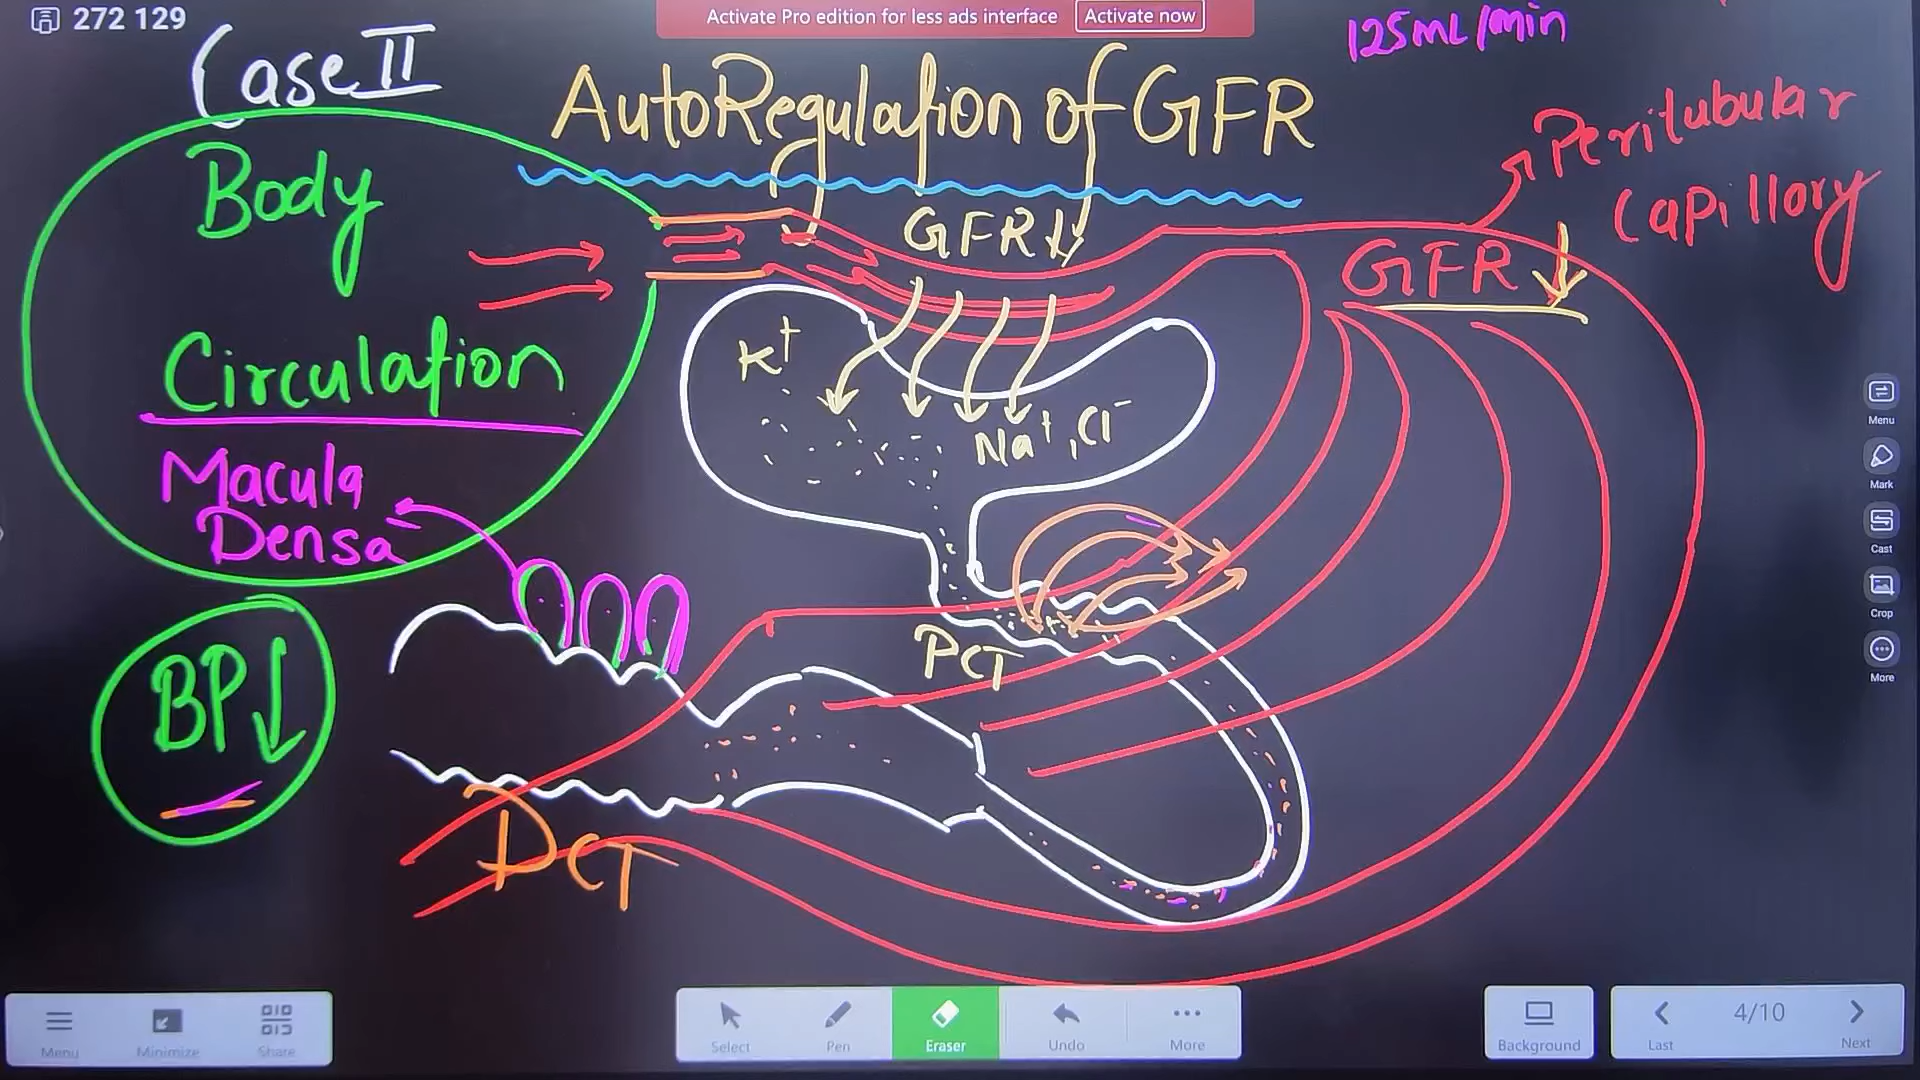 272 129
Activate Pro edition for less ads interface
Activate now
125mL/min
Case II
AutoRegulation of GFR
Peritubular
Capillory
Body
Circulation
GFR↓
GFR ↓
K+
Na+, Cl-
Macula
Densa
PCT
BP↓
DCT
Menu
Mark
Cast
Crop
More
Menu
Minimize
Share
Select
Pen
Eraser
Undo
More
Background
Last
4/10
Next